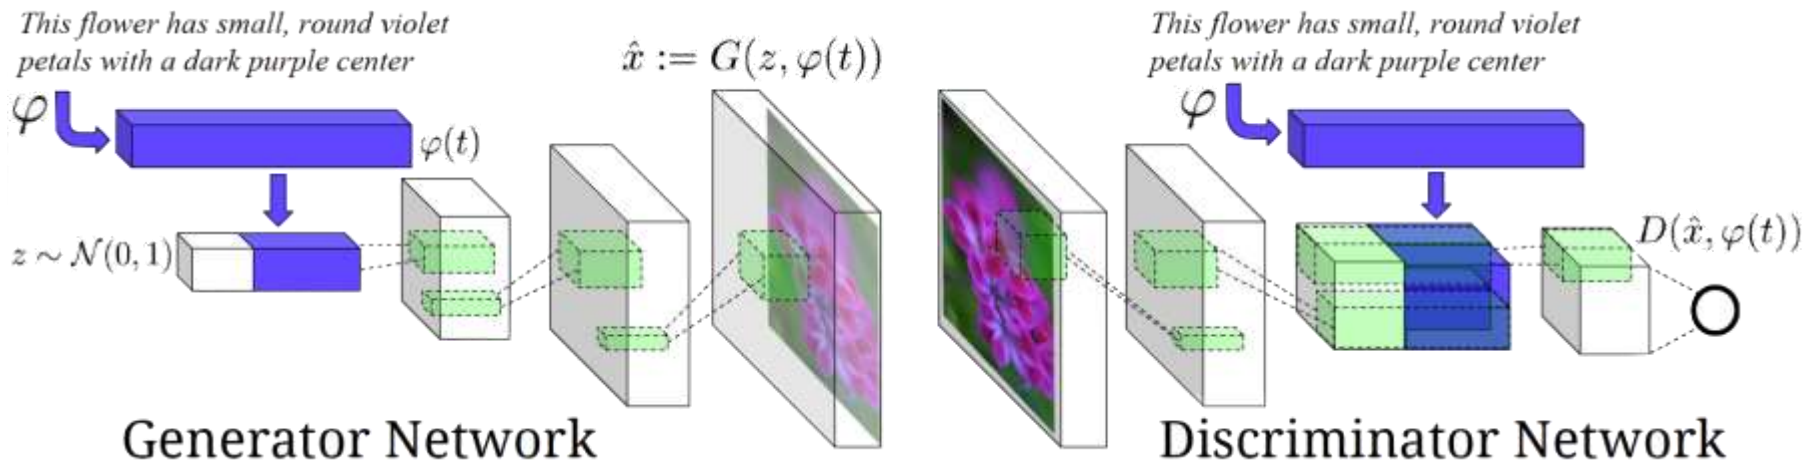 This flower has small, round violet
petals with a dark purple center
φ
φ(t)
z ∼ 𝒩(0, 1)
x̂ := G(z, φ(t))
Generator Network
This flower has small, round violet
petals with a dark purple center
φ
D(x̂, φ(t))
Discriminator Network